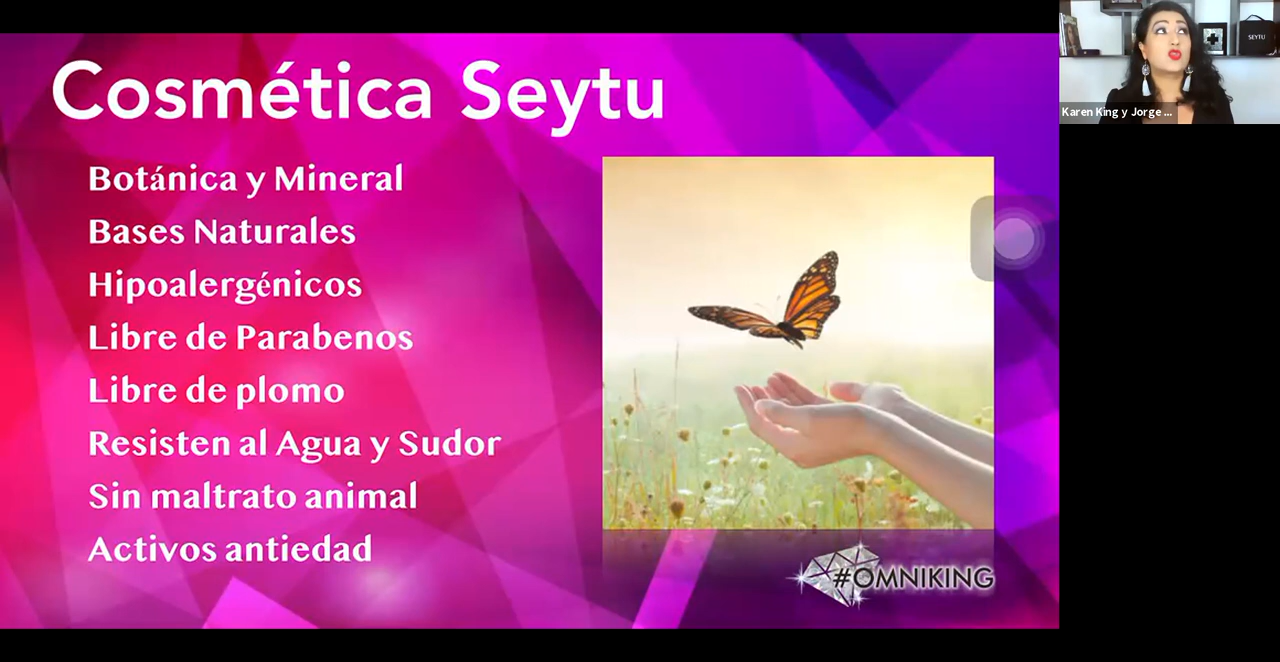 Cosmética Seytu
Botánica y Mineral
Bases Naturales
Hipoalergénicos
Libre de Parabenos
Libre de plomo
Resisten al Agua y Sudor
Sin maltrato animal
Activos antiedad
#OMNIKING
SEYTU
Karen King y Jorge ...